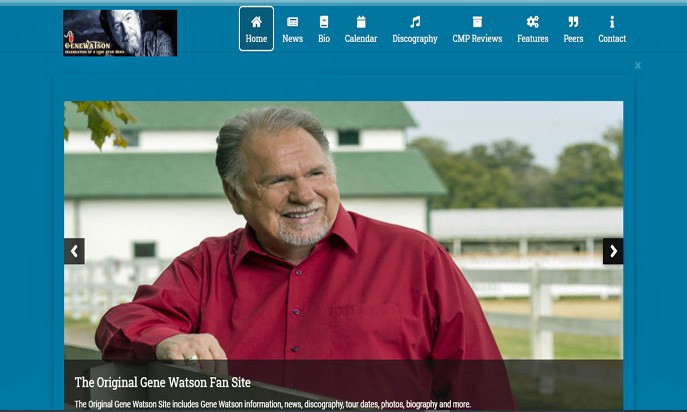 GENEWATSON
CELEBRATION OF A LONE STAR HERO
Home News Bio Calendar Discography CMP Reviews Features Peers Contact
x
The Original Gene Watson Fan Site
The Original Gene Watson Site includes Gene Watson information, news, discography, tour dates, photos, biography and more.